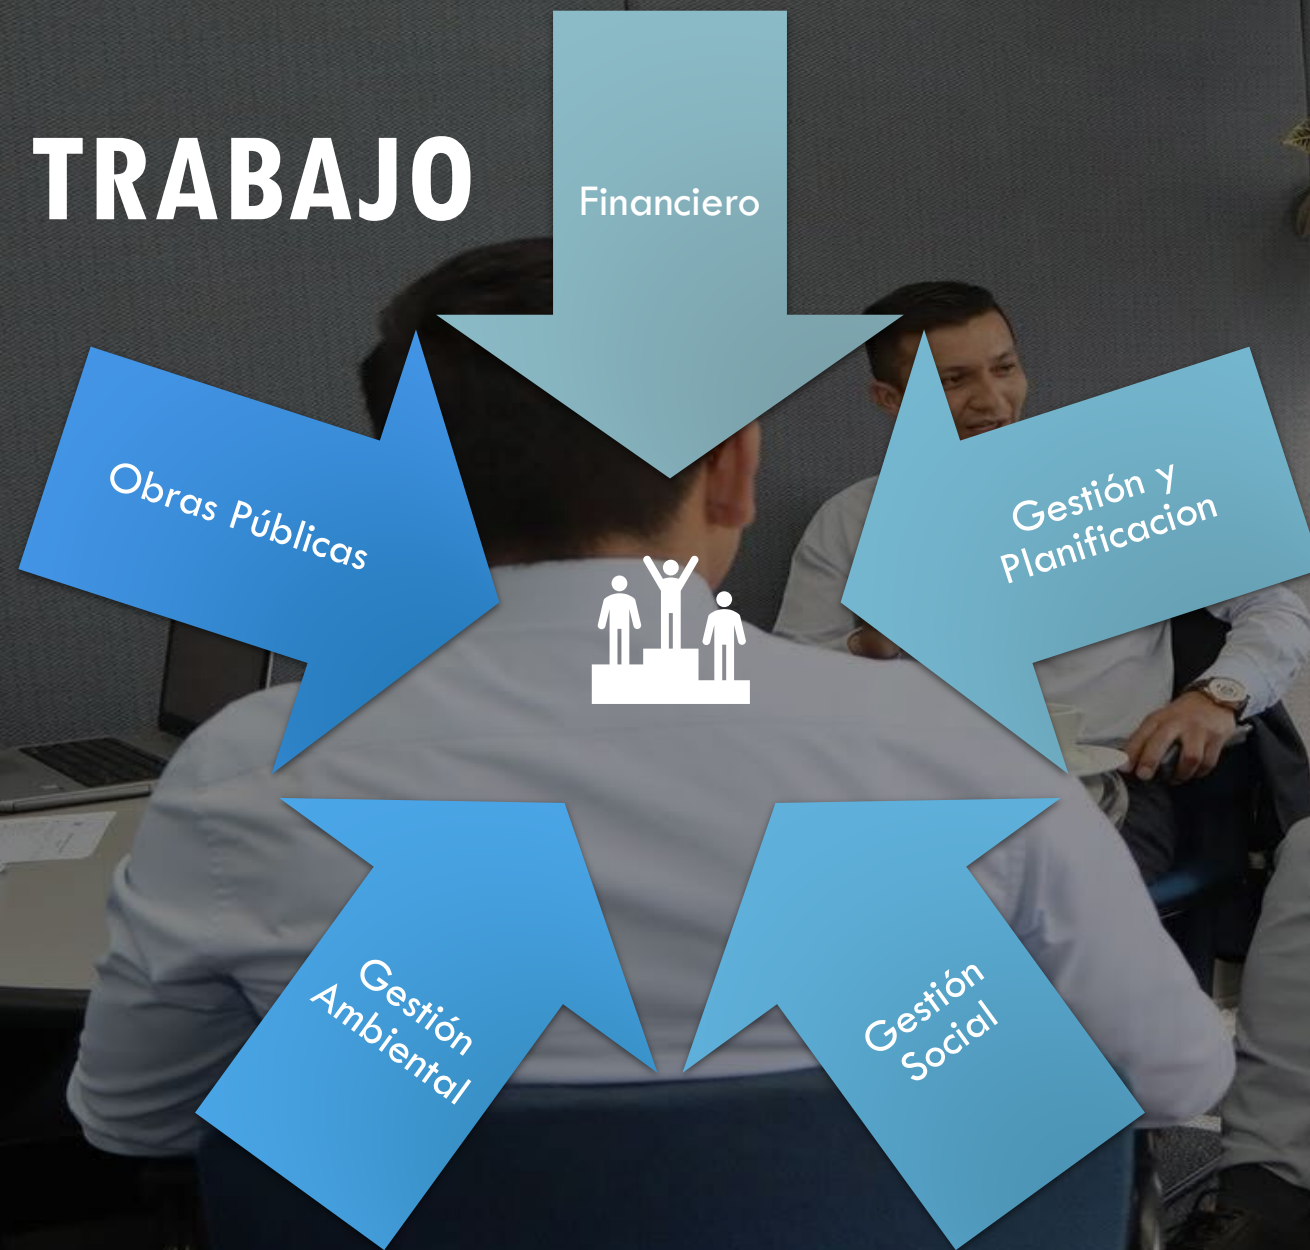 TRABAJO
Financiero
Obras Públicas
Gestión y
Planificacion
Gestión
Ambiental
Gestión
Social